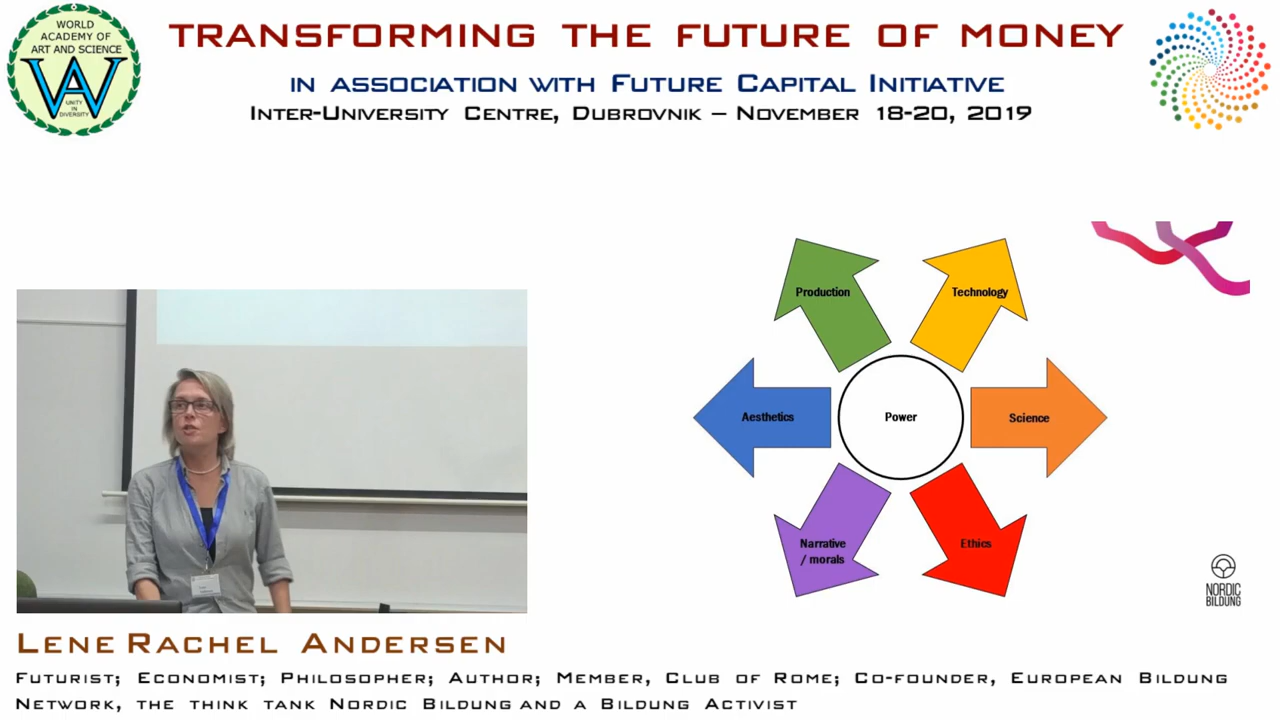 WORLD
ACADEMY OF
ART AND SCIENCE
UNITY
IN
DIVERSITY
TRANSFORMING THE FUTURE OF MONEY
IN ASSOCIATION WITH FUTURE CAPITAL INITIATIVE
INTER-UNIVERSITY CENTRE, DUBROVNIK – NOVEMBER 18-20, 2019
Production
Technology
Aesthetics
Power
Science
Narrative
/ morals
Ethics
NORDIC
BILDUNG
LENE RACHEL ANDERSEN
FUTURIST; ECONOMIST; PHILOSOPHER; AUTHOR; MEMBER, CLUB OF ROME; CO-FOUNDER, EUROPEAN BILDUNG
NETWORK, THE THINK TANK NORDIC BILDUNG AND A BILDUNG ACTIVIST